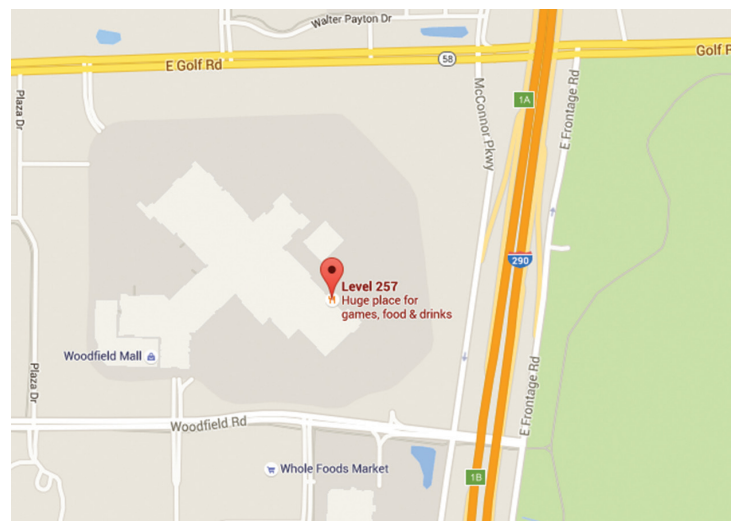 Walter Payton Dr
E Golf Rd
58
Golf R
1A
Plaza Dr
McConnor Pkwy
E Frontage Rd
290
Level 257
Huge place for
games, food & drinks
Woodfield Mall
Plaza Dr
E Frontage Rd
Woodfield Rd
Whole Foods Market
1B